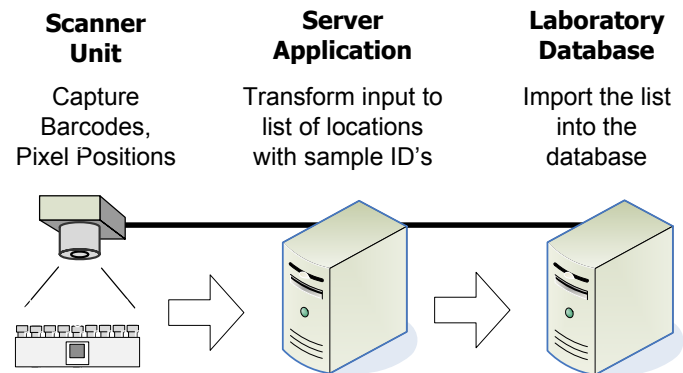 Scanner
Unit
Capture
Barcodes,
Pixel Positions
Server
Application
Transform input to
list of locations
with sample ID's
Laboratory
Database
Import the list
into the
database